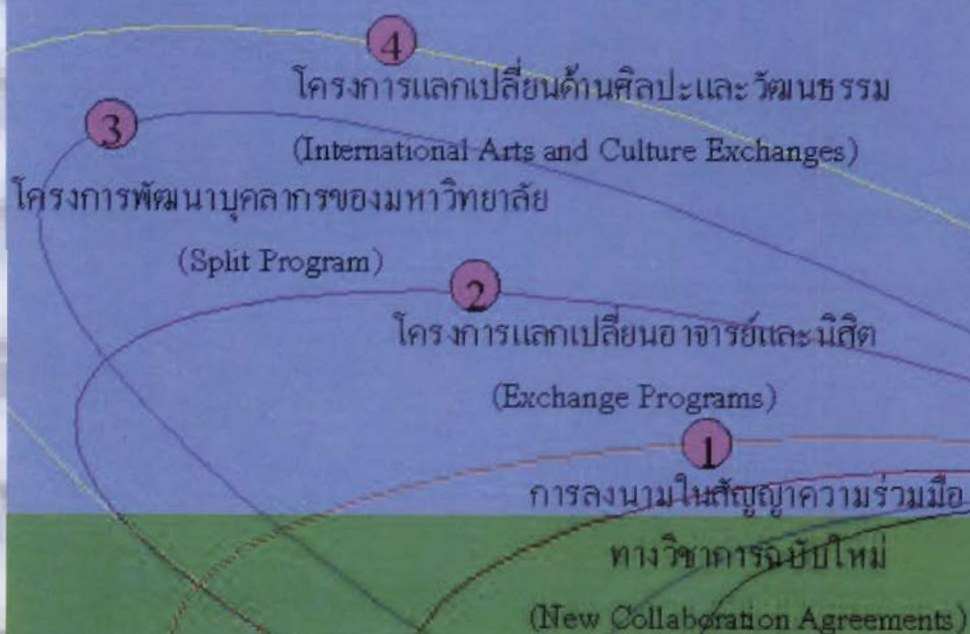 4
โครงการแลกเปลี่ยนด้านศิลปะและวัฒนธรรม
(International Arts and Culture Exchanges)
3
โครงการพัฒนาบุคลากรของมหาวิทยาลัย
(Split Program)
2
โครงการแลกเปลี่ยนอาจารย์และนิสิต
(Exchange Programs)
1
การลงนามในสัญญาความร่วมมือ
ทางวิชาการฉบับใหม่
(New Collaboration Agreements)